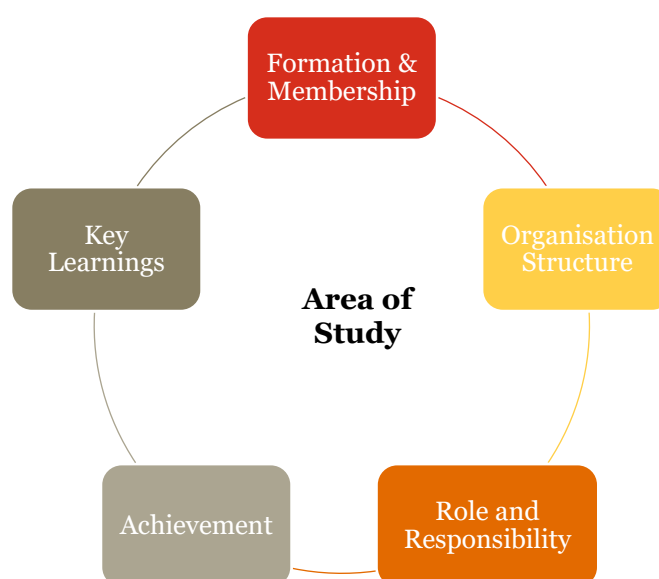 Formation &
Membership
Organisation
Structure
Key
Learnings
Area of
Study
Role and
Responsibility
Achievement